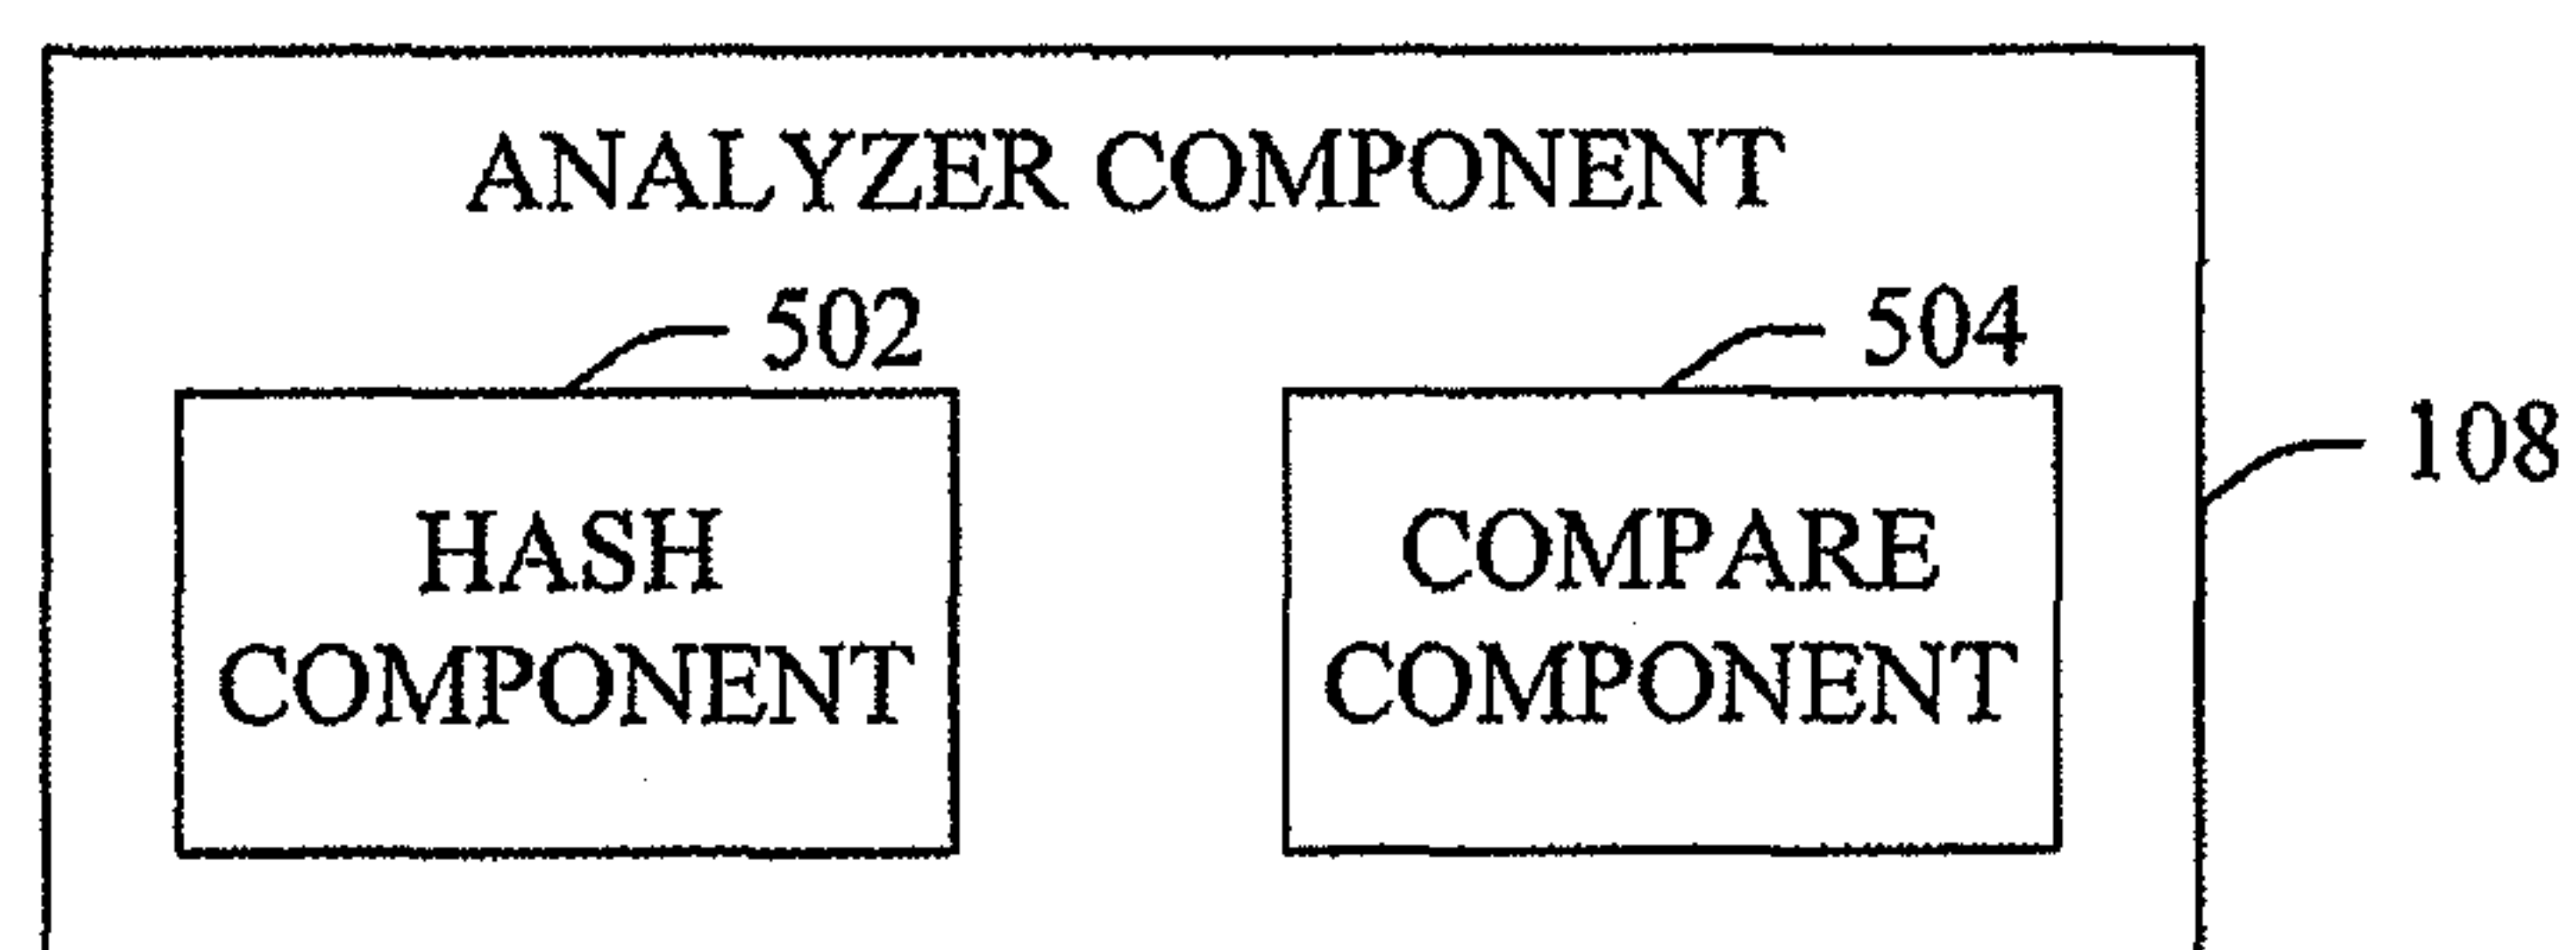 ANALYZER COMPONENT
502
504
108
HASH
COMPONENT
COMPARE
COMPONENT